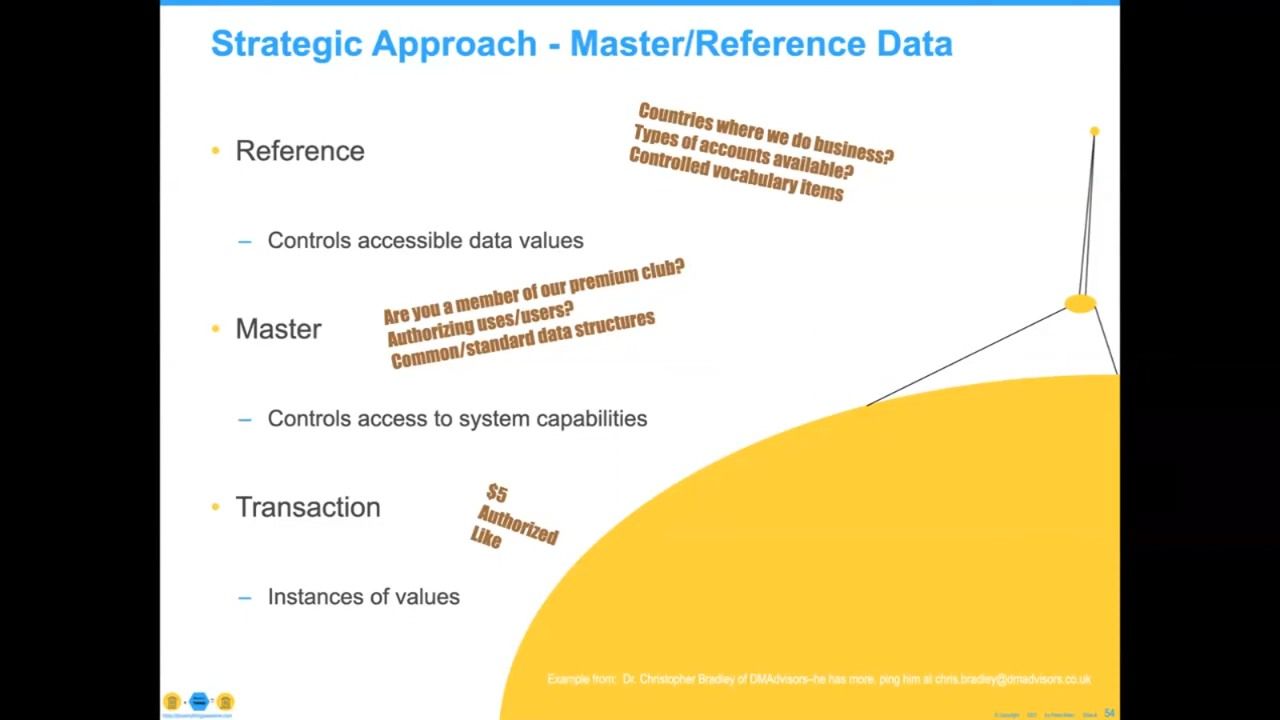 Strategic Approach - Master/Reference Data
Countries where we do business?
Types of accounts available?
Controlled vocabulary items
• Reference
– Controls accessible data values
Are you a member of our premium club?
Authorizing uses/users?
Common/standard data structures
• Master
– Controls access to system capabilities
$5
Authorized
Like
• Transaction
– Instances of values
Example from: Dr. Christopher Bradley of DMAdvisors–he has more, ping him at chris.bradley@dmadvisors.co.uk
54